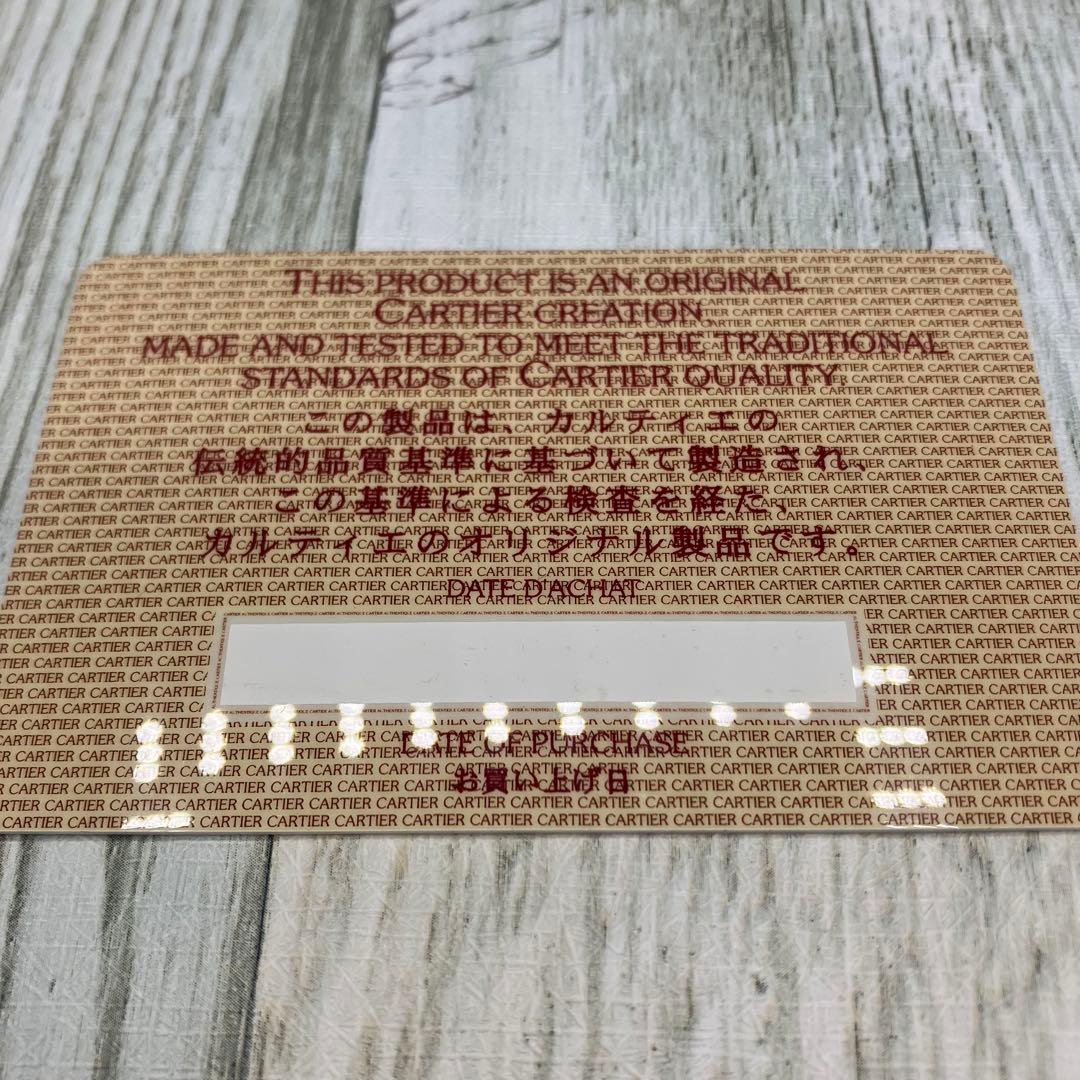 THIS PRODUCT IS AN ORIGINAL
CARTIER CREATION,
MADE AND TESTED TO MEET THE TRADITIONAL
STANDARDS OF CARTIER QUALITY.
この製品は、カルティエの
伝統的品質基準に基づいて製造され、
この基準による検査を経た、
カルティエのオリジナル製品です。
DATE D'ACHAT
DATE OF PURCHASE
お買い上げ日